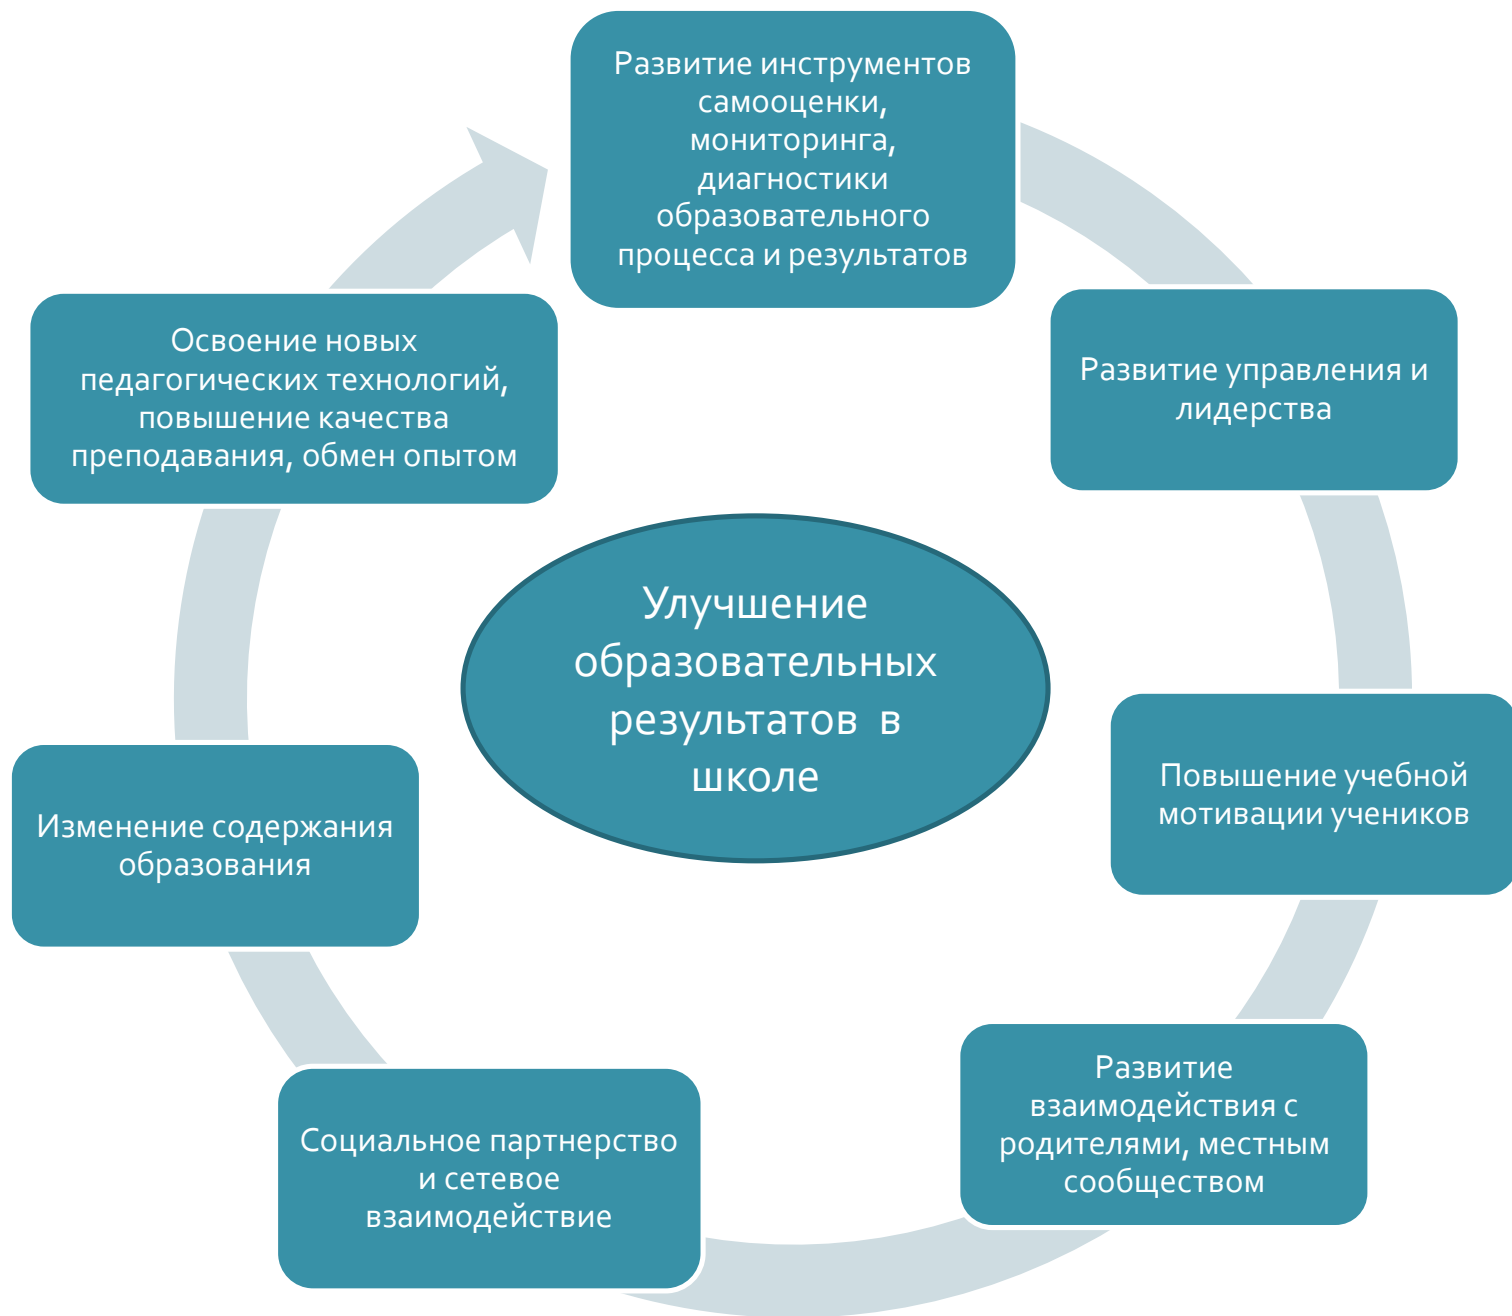 Развитие инструментов
самооценки,
мониторинга,
диагностики
образовательного
процесса и результатов
Развитие управления и
лидерства
Повышение учебной
мотивации учеников
Развитие
взаимодействия с
родителями, местным
сообществом
Социальное партнерство
и сетевое
взаимодействие
Изменение содержания
образования
Освоение новых
педагогических технологий,
повышение качества
преподавания, обмен опытом
Улучшение
образовательных
результатов в
школе